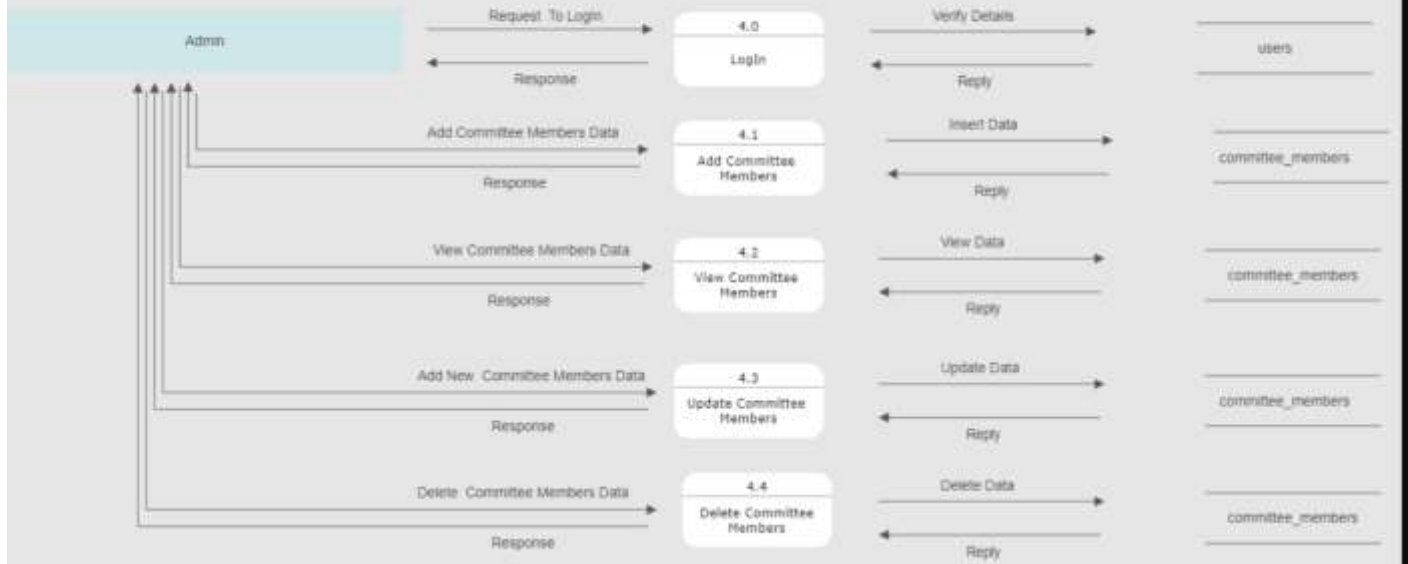 Request To LogIn
4.0
Verify Details
Admin
LogIn
users
Response
Reply
Add Committee Members Data
4.1
Insert Data
Add Committee
Members
committee_members
Response
Reply
View Committee Members Data
4.2
View Data
View Committee
Members
committee_members
Response
Reply
Add New Committee Members Data
4.3
Update Data
Update Committee
Members
committee_members
Response
Reply
Delete Committee Members Data
4.4
Delete Data
Delete Committee
Members
committee_members
Response
Reply